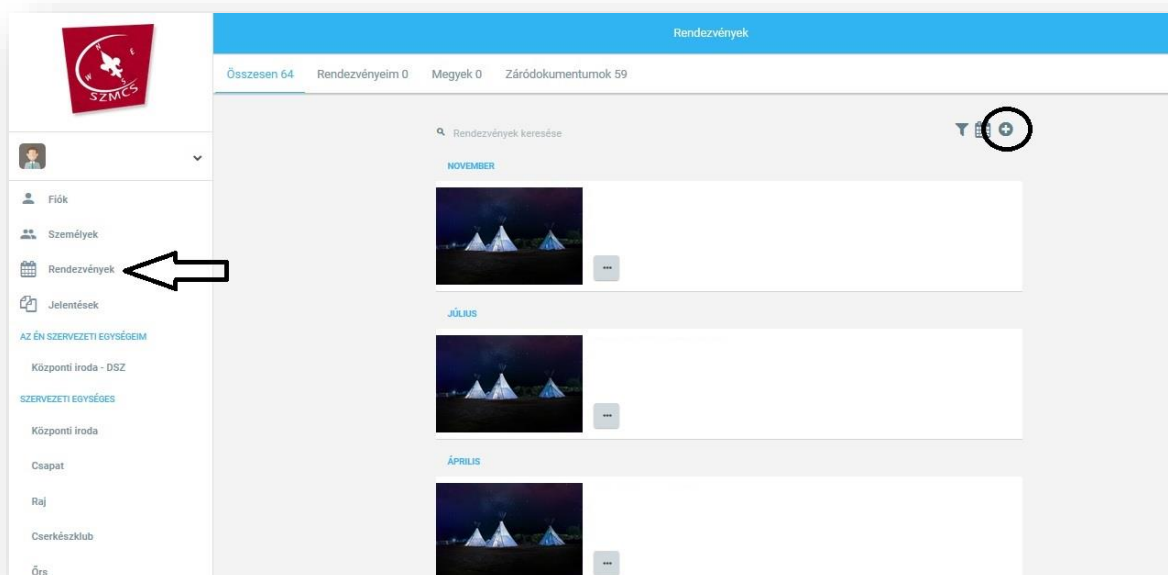 N
E
W
S
SZMCS
Rendezvények
Összesen 64 Rendezvényeim 0 Megyek 0 Záródokumentumok 59
Rendezvények keresése
NOVEMBER
Fiók
Személyek
Rendezvények
Jelentések
AZ ÉN SZERVEZETI EGYSÉGEIM
Központi iroda - DSZ
SZERVEZETI EGYSÉGES
Központi iroda
Csapat
Raj
Cserkészklub
Őrs
JÚLIUS
ÁPRILIS